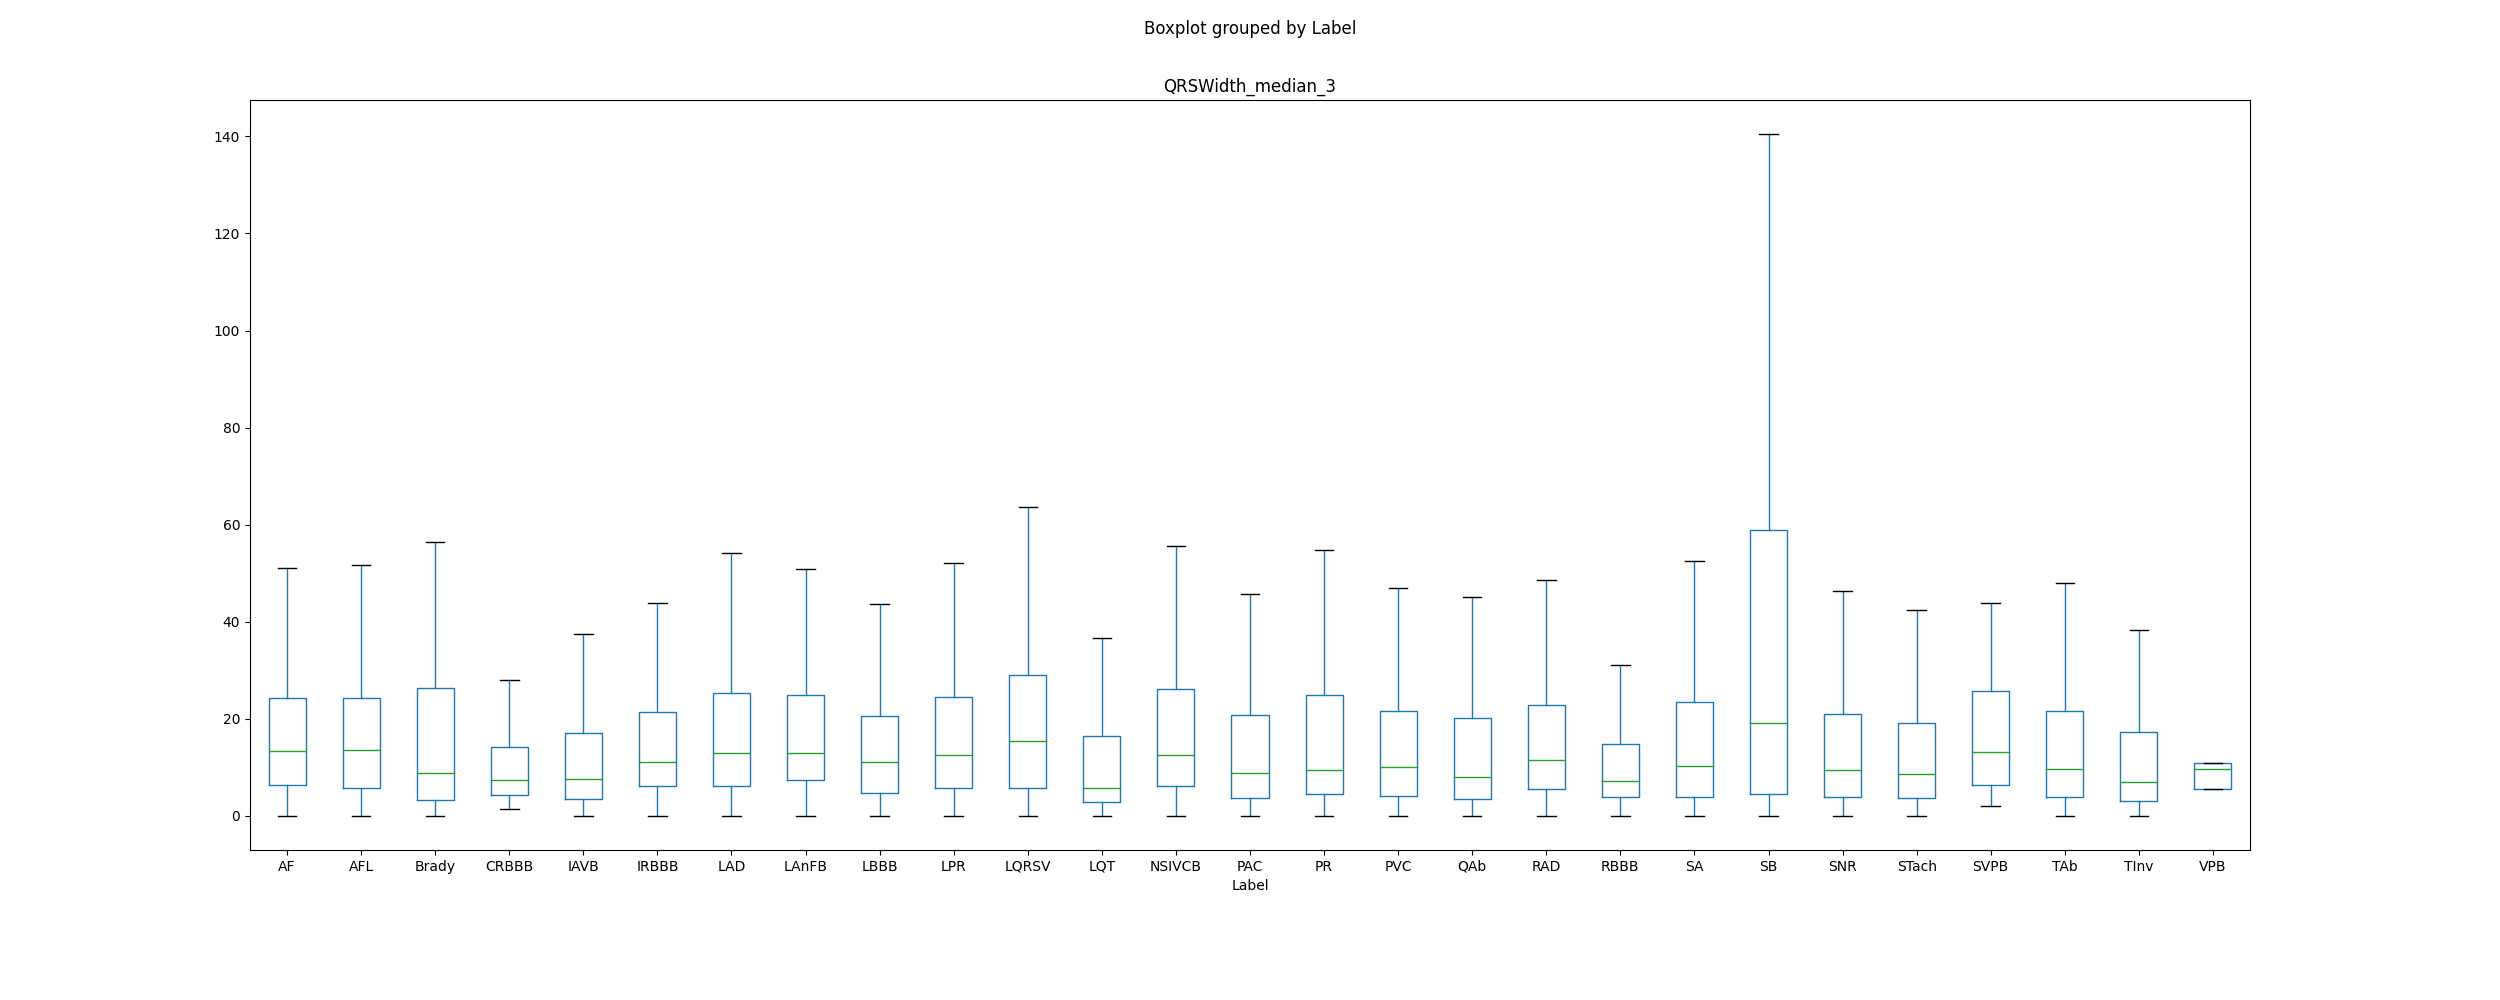 Boxplot grouped by Label
QRSWidth_median_3
140
120
100
80
60
40
20
0
AF AFL Brady CRBBB IAVB IRBBB LAD LAnFB LBBB LPR LQRSV LQT NSIVCB PAC PR PVC QAb RAD RBBB SA SB SNR STach SVPB TAb TInv VPB
Label